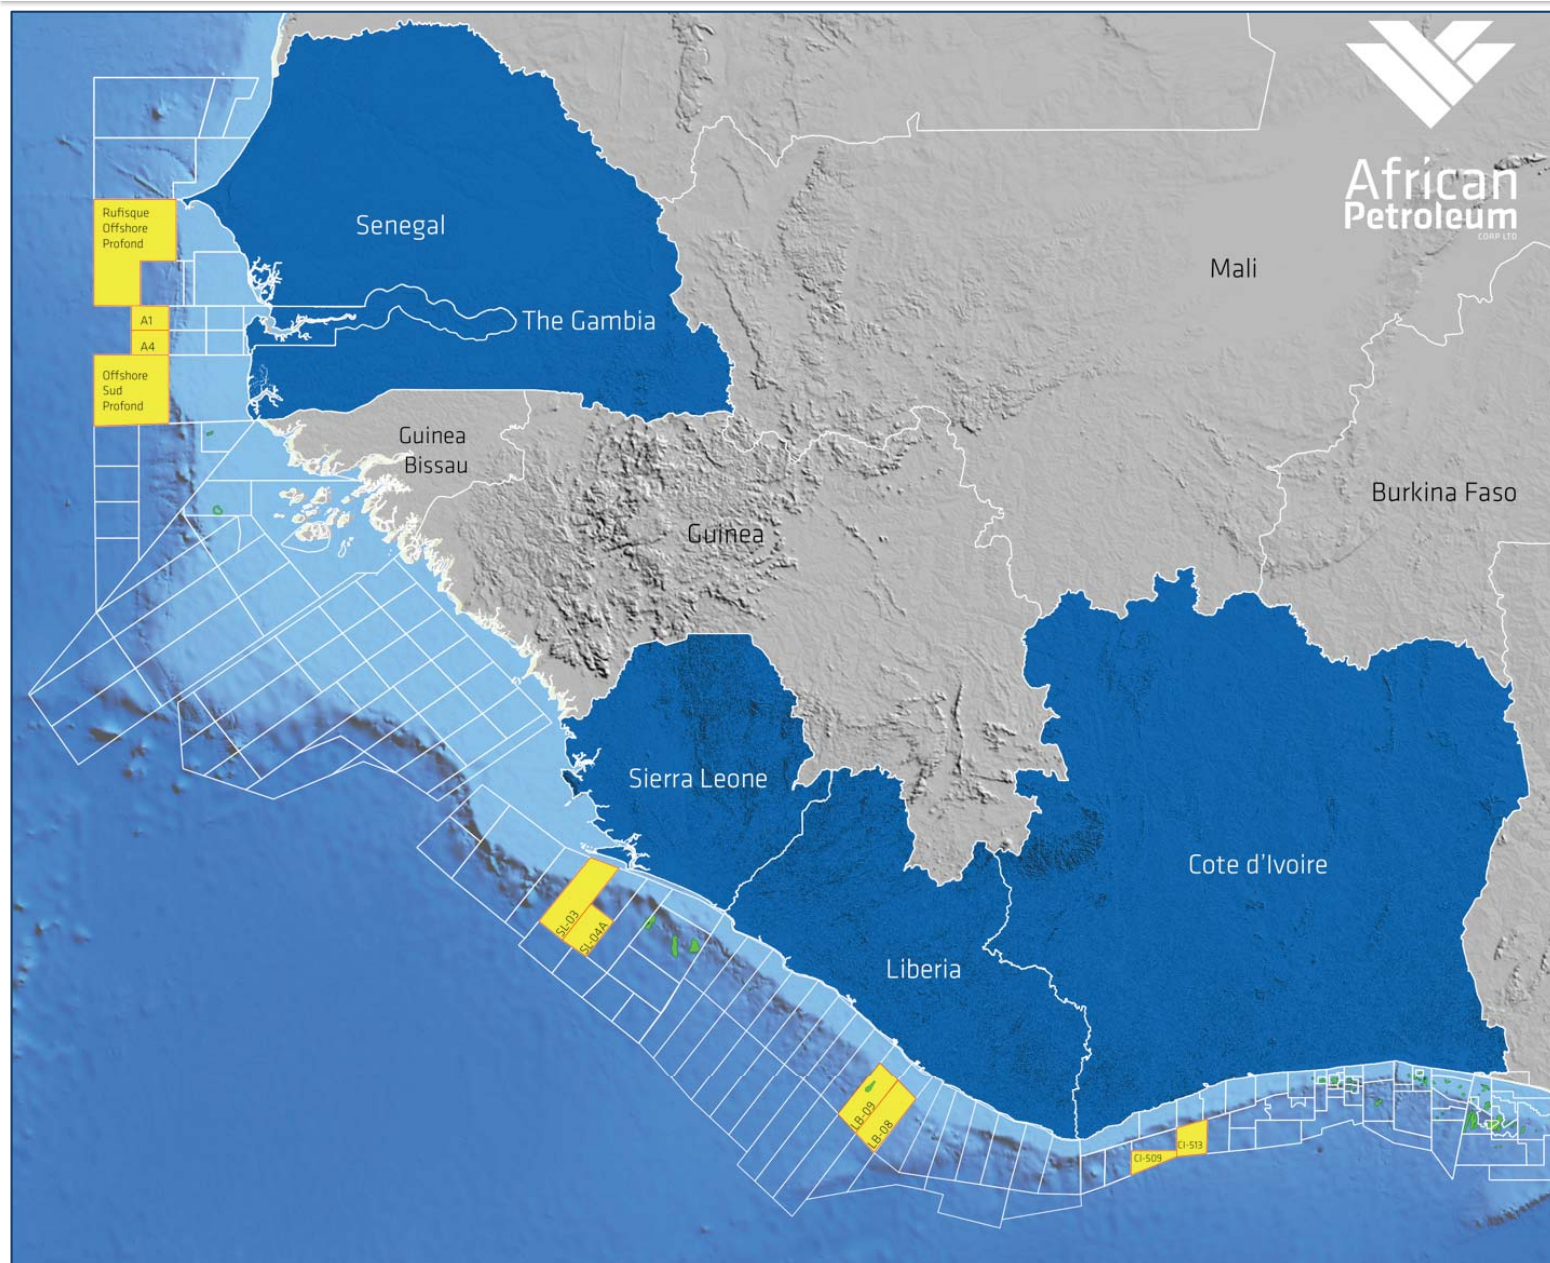 African
Petroleum
CORP LTD
Rufisque
Offshore
Profond
Senegal
Mali
A1
The Gambia
A4
Offshore
Sud
Profond
Guinea
Bissau
Burkina Faso
Guinea
Sierra Leone
Cote d'Ivoire
SL-03
SL-04A
Liberia
LB-09
LB-08
CI-513
CI-509